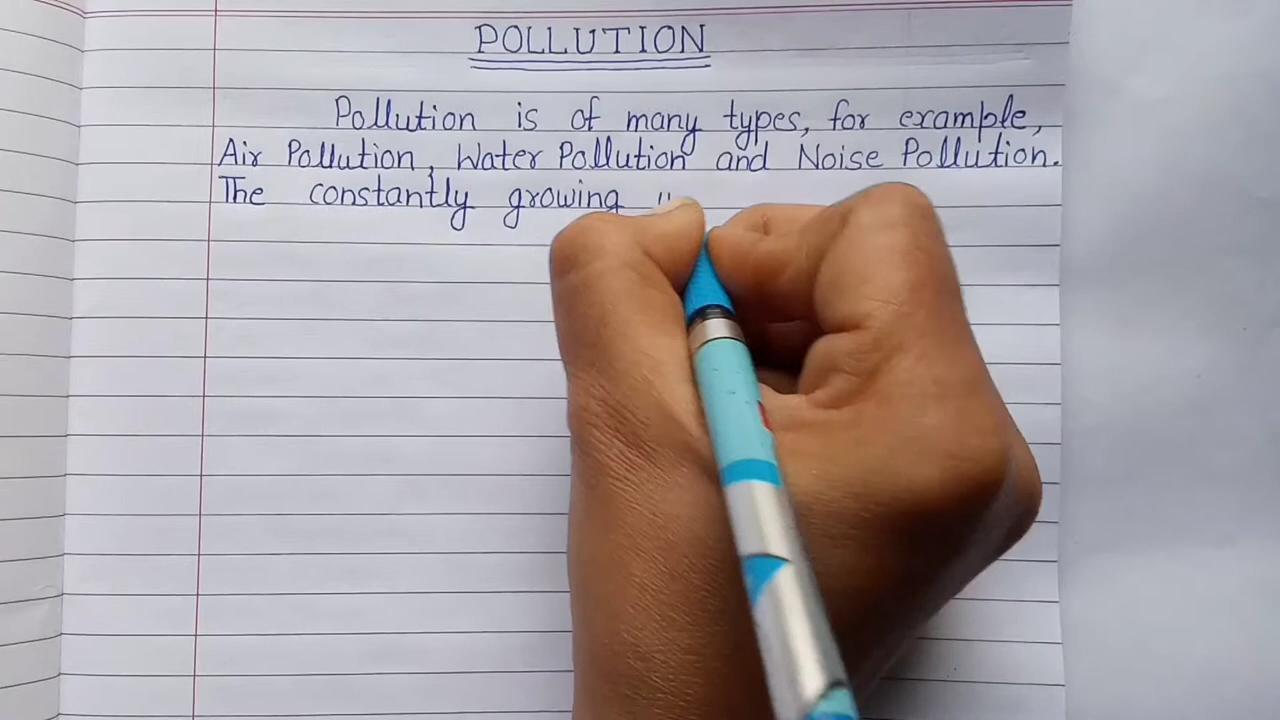 POLLUTION
Pollution is of many types, for example,
Air Pollution, Water Pollution and Noise Pollution.
The constantly growing